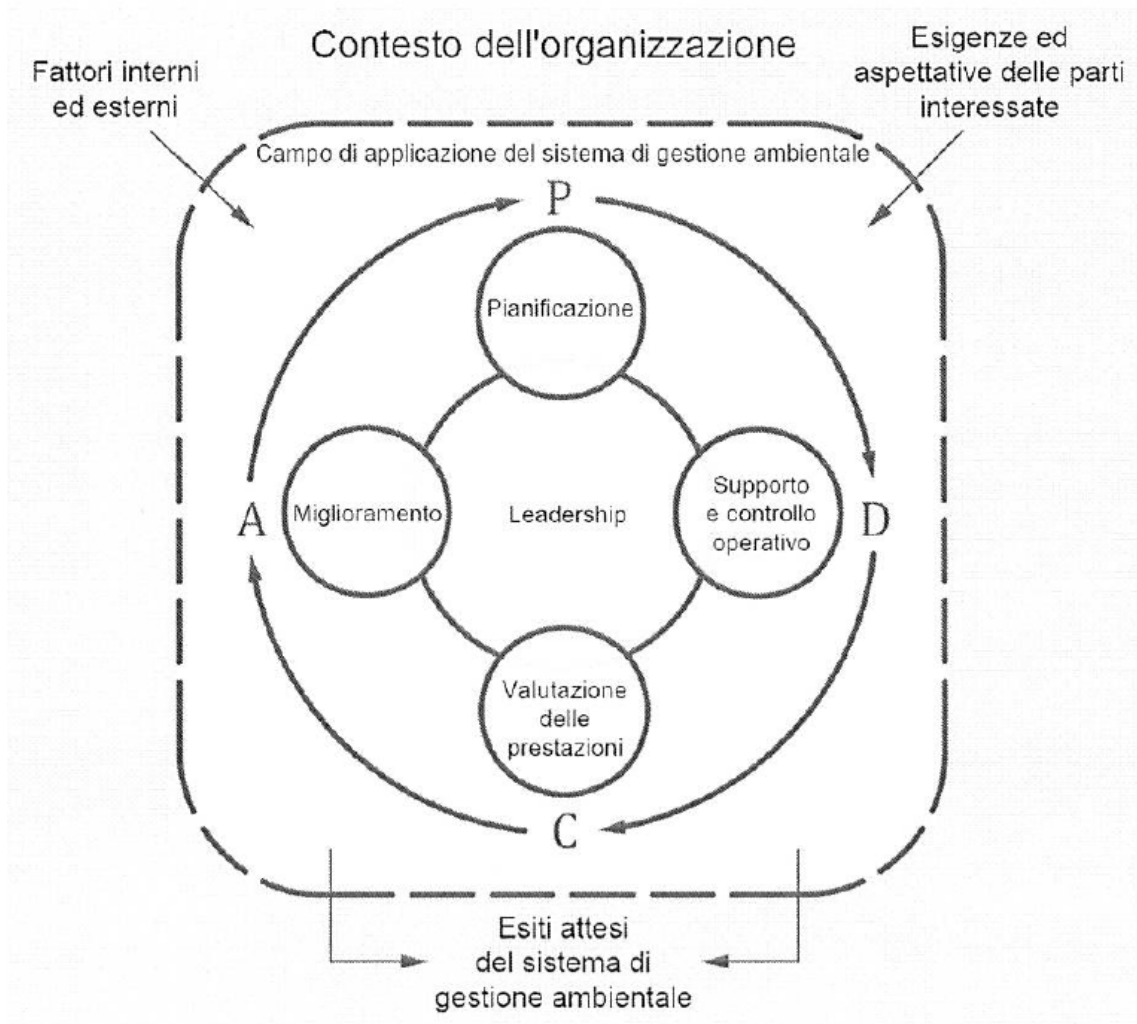 Contesto dell'organizzazione
Fattori interni
ed esterni
Esigenze ed
aspettative delle parti
interessate
Campo di applicazione del sistema di gestione ambientale
P
Pianificazione
A
Miglioramento
Leadership
Supporto
e controllo
operativo
D
Valutazione
delle
prestazioni
C
Esiti attesi
del sistema di
gestione ambientale